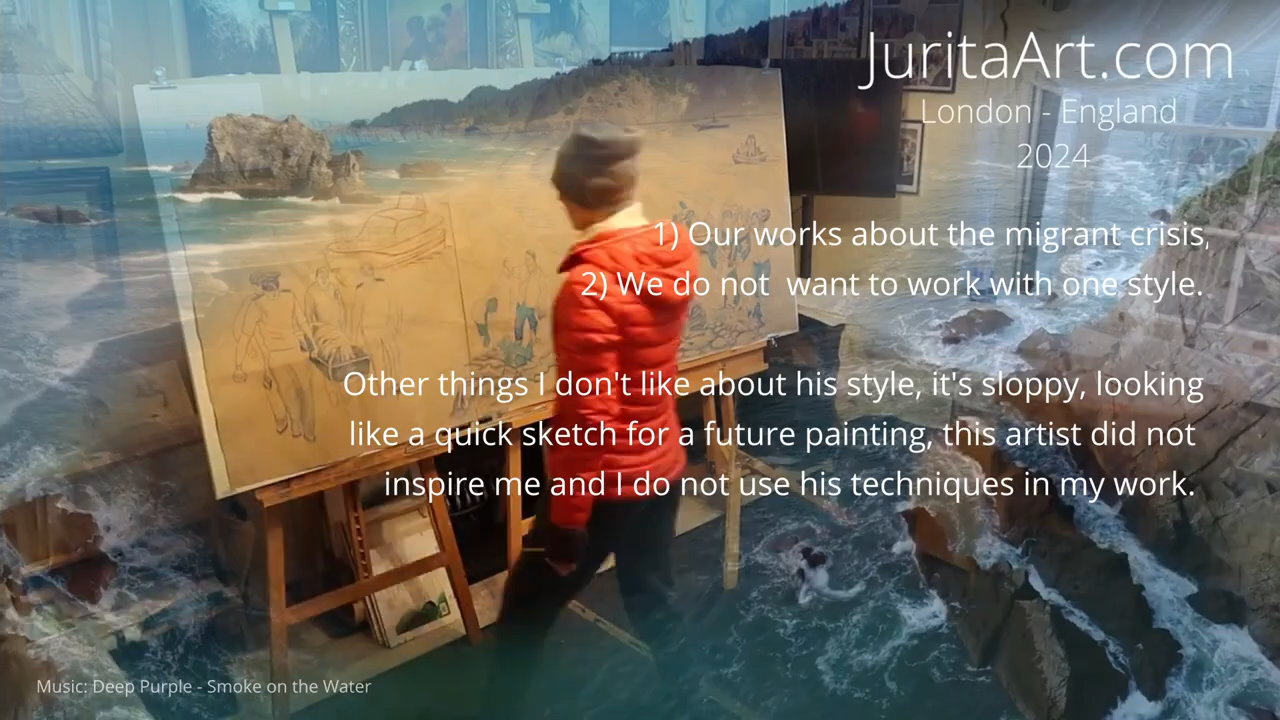 JuritaArt.com
London - England
2024
1) Our works about the migrant crisis,
2) We do not  want to work with one style.
Other things I don't like about his style, it's sloppy, looking
like a quick sketch for a future painting, this artist did not
inspire me and I do not use his techniques in my work.
Music: Deep Purple - Smoke on the Water